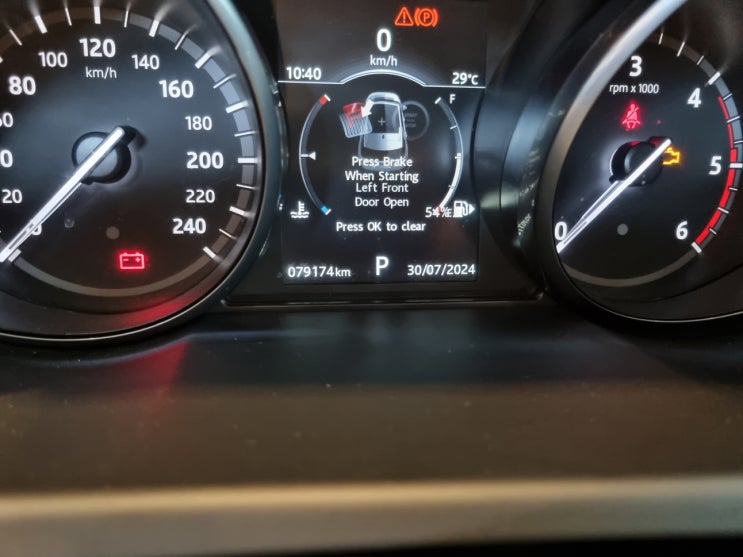 120
100
140
km/h
80
160
180
200
20
220
240
0
km/h
10:40
29°C
F
Press Brake
When Starting
Left Front
Door Open
54%
Press OK to clear
079174km
P
30/07/2024
3
rpm x 1000
4
5
6
0